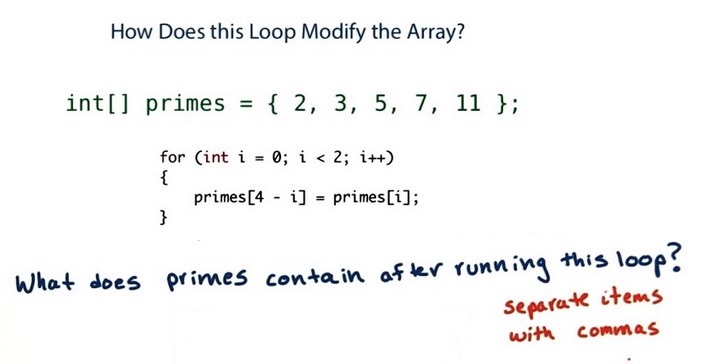 How Does this Loop Modify the Array?
int[] primes = { 2, 3, 5, 7, 11 };
for (int i = 0; i < 2; i++)
{
primes[4 - i] = primes[i];
}
What does primes contain after running this loop?
separate items
with commas